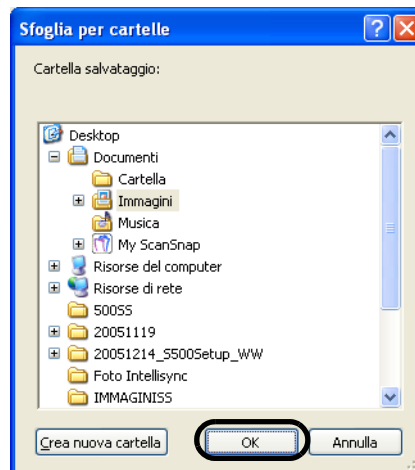 Sfoglia per cartelle
Cartella salvataggio:
Desktop
Documenti
Cartella
Immagini
Musica
My ScanSnap
Risorse del computer
Risorse di rete
500SS
20051119
20051214_S500Setup_WW
Foto Intellisync
IMMAGINISS
Crea nuova cartella OK Annulla